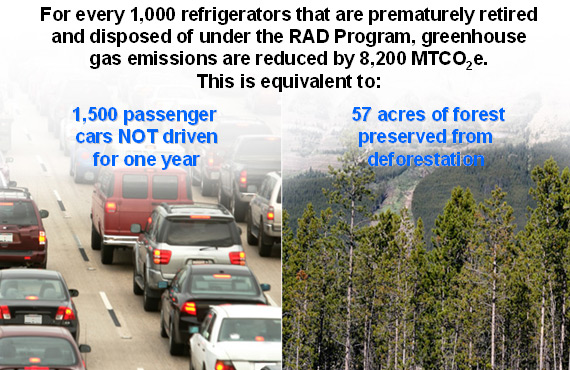 For every 1,000 refrigerators that are prematurely retired
and disposed of under the RAD Program, greenhouse
gas emissions are reduced by 8,200 MTCO₂e.
This is equivalent to:
1,500 passenger
cars NOT driven
for one year
57 acres of forest
preserved from
deforestation